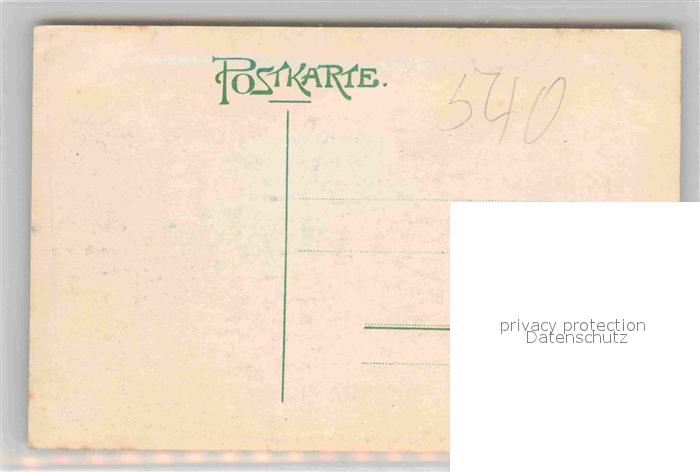 POSTKARTE.
540
privacy protection
Datenschutz